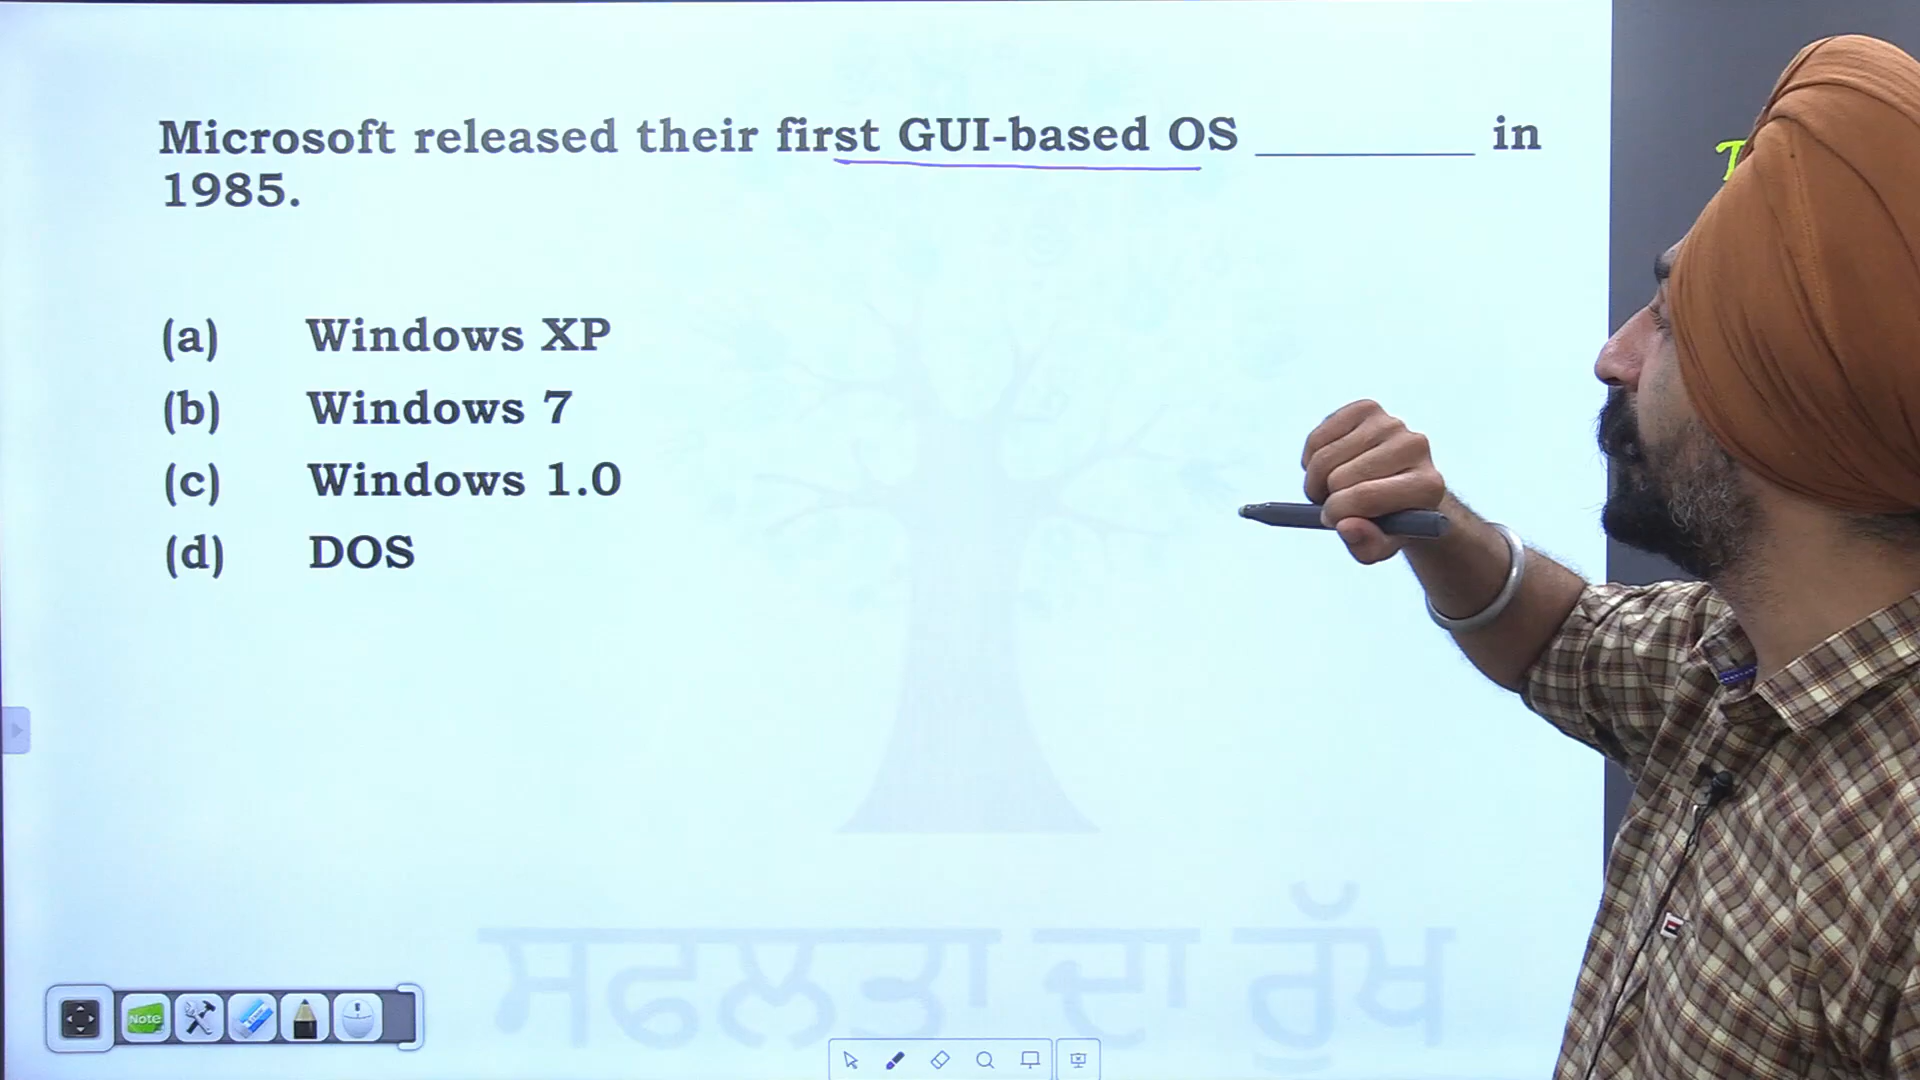 Microsoft released their first GUI-based OS __________ in
1985.
(a) Windows XP
(b) Windows 7
(c) Windows 1.0
(d) DOS
ਸਫਲਤਾ ਦਾ ਰੁੱਖ
Note